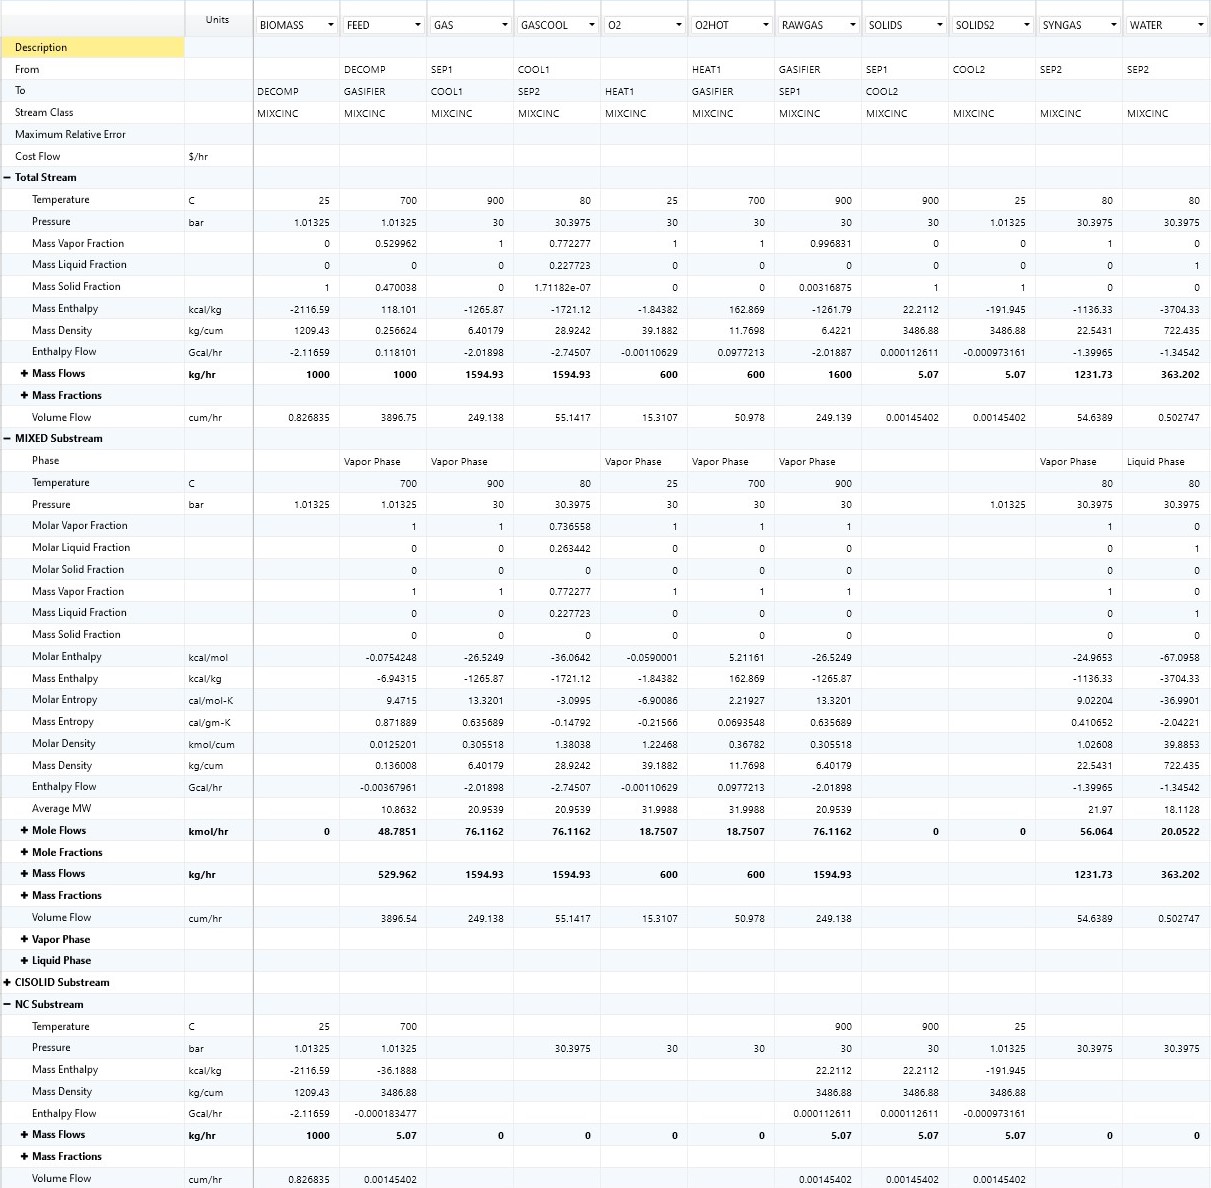 Units BIOMASS FEED GAS GASCOOL O2 O2HOT RAWGAS SOLIDS SOLIDS2 SYNGAS WATER
Description
From DECOMP SEP1 COOL1 HEAT1 GASIFIER SEP1 COOL2 SEP2 SEP2
To DECOMP GASIFIER COOL1 SEP2 HEAT1 GASIFIER SEP1 COOL2
Stream Class MIXCINC MIXCINC MIXCINC MIXCINC MIXCINC MIXCINC MIXCINC MIXCINC MIXCINC MIXCINC MIXCINC
Maximum Relative Error
Cost Flow $/hr
− Total Stream
Temperature C 25 700 900 80 25 700 900 900 25 80 80
Pressure bar 1.01325 1.01325 30 30.3975 30 30 30 30 1.01325 30.3975 30.3975
Mass Vapor Fraction 0 0.529962 1 0.772277 1 1 0.996831 0 0 1 0
Mass Liquid Fraction 0 0 0 0.227723 0 0 0 0 0 0 1
Mass Solid Fraction 1 0.470038 0 1.71182e-07 0 0 0.00316875 1 1 0 0
Mass Enthalpy kcal/kg -2116.59 118.101 -1265.87 -1721.12 -1.84382 162.869 -1261.79 22.2112 -191.945 -1136.33 -3704.33
Mass Density kg/cum 1209.43 0.256624 6.40179 28.9242 39.1882 11.7698 6.4221 3486.88 3486.88 22.5431 722.435
Enthalpy Flow Gcal/hr -2.11659 0.118101 -2.01898 -2.74507 -0.00110629 0.0977213 -2.01887 0.000112611 -0.000973161 -1.39965 -1.34542
+ Mass Flows kg/hr 1000 1000 1594.93 1594.93 600 600 1600 5.07 5.07 1231.73 363.202
+ Mass Fractions
Volume Flow cum/hr 0.826835 3896.75 249.138 55.1417 15.3107 50.978 249.139 0.00145402 0.00145402 54.6389 0.502747
− MIXED Substream
Phase Vapor Phase Vapor Phase Vapor Phase Vapor Phase Vapor Phase Vapor Phase Liquid Phase
Temperature C 700 900 80 25 700 900 80 80
Pressure bar 1.01325 1.01325 30 30.3975 30 30 30 1.01325 30.3975 30.3975
Molar Vapor Fraction 1 1 0.736558 1 1 1 1 0
Molar Liquid Fraction 0 0 0.263442 0 0 0 0 1
Molar Solid Fraction 0 0 0 0 0 0 0 0
Mass Vapor Fraction 1 1 0.772277 1 1 1 1 0
Mass Liquid Fraction 0 0 0.227723 0 0 0 0 1
Mass Solid Fraction 0 0 0 0 0 0 0 0
Molar Enthalpy kcal/mol -0.0754248 -26.5249 -36.0642 -0.0590001 5.21161 -26.5249 -24.9653 -67.0958
Mass Enthalpy kcal/kg -6.94315 -1265.87 -1721.12 -1.84382 162.869 -1265.87 -1136.33 -3704.33
Molar Entropy cal/mol-K 9.4715 13.3201 -3.0995 -6.90086 2.21927 13.3201 9.02204 -36.9901
Mass Entropy cal/gm-K 0.871889 0.635689 -0.14792 -0.21566 0.0693548 0.635689 0.410652 -2.04221
Molar Density kmol/cum 0.0125201 0.305518 1.38038 1.22468 0.36782 0.305518 1.02608 39.8853
Mass Density kg/cum 0.136008 6.40179 28.9242 39.1882 11.7698 6.40179 22.5431 722.435
Enthalpy Flow Gcal/hr -0.00367961 -2.01898 -2.74507 -0.00110629 0.0977213 -2.01898 -1.39965 -1.34542
Average MW 10.8632 20.9539 20.9539 31.9988 31.9988 20.9539 21.97 18.1128
+ Mole Flows kmol/hr 0 48.7851 76.1162 76.1162 18.7507 18.7507 76.1162 0 0 56.064 20.0522
+ Mole Fractions
+ Mass Flows kg/hr 529.962 1594.93 1594.93 600 600 1594.93 1231.73 363.202
+ Mass Fractions
Volume Flow cum/hr 3896.54 249.138 55.1417 15.3107 50.978 249.138 54.6389 0.502747
+ Vapor Phase
+ Liquid Phase
+ CISOLID Substream
− NC Substream
Temperature C 25 700 900 900 25
Pressure bar 1.01325 1.01325 30.3975 30 30 30 30 1.01325 30.3975 30.3975
Mass Enthalpy kcal/kg -2116.59 -36.1888 22.2112 22.2112 -191.945
Mass Density kg/cum 1209.43 3486.88 3486.88 3486.88 3486.88
Enthalpy Flow Gcal/hr -2.11659 -0.000183477 0.000112611 0.000112611 -0.000973161
+ Mass Flows kg/hr 1000 5.07 0 0 0 0 5.07 5.07 5.07 0 0
+ Mass Fractions
Volume Flow cum/hr 0.826835 0.00145402 0.00145402 0.00145402 0.00145402